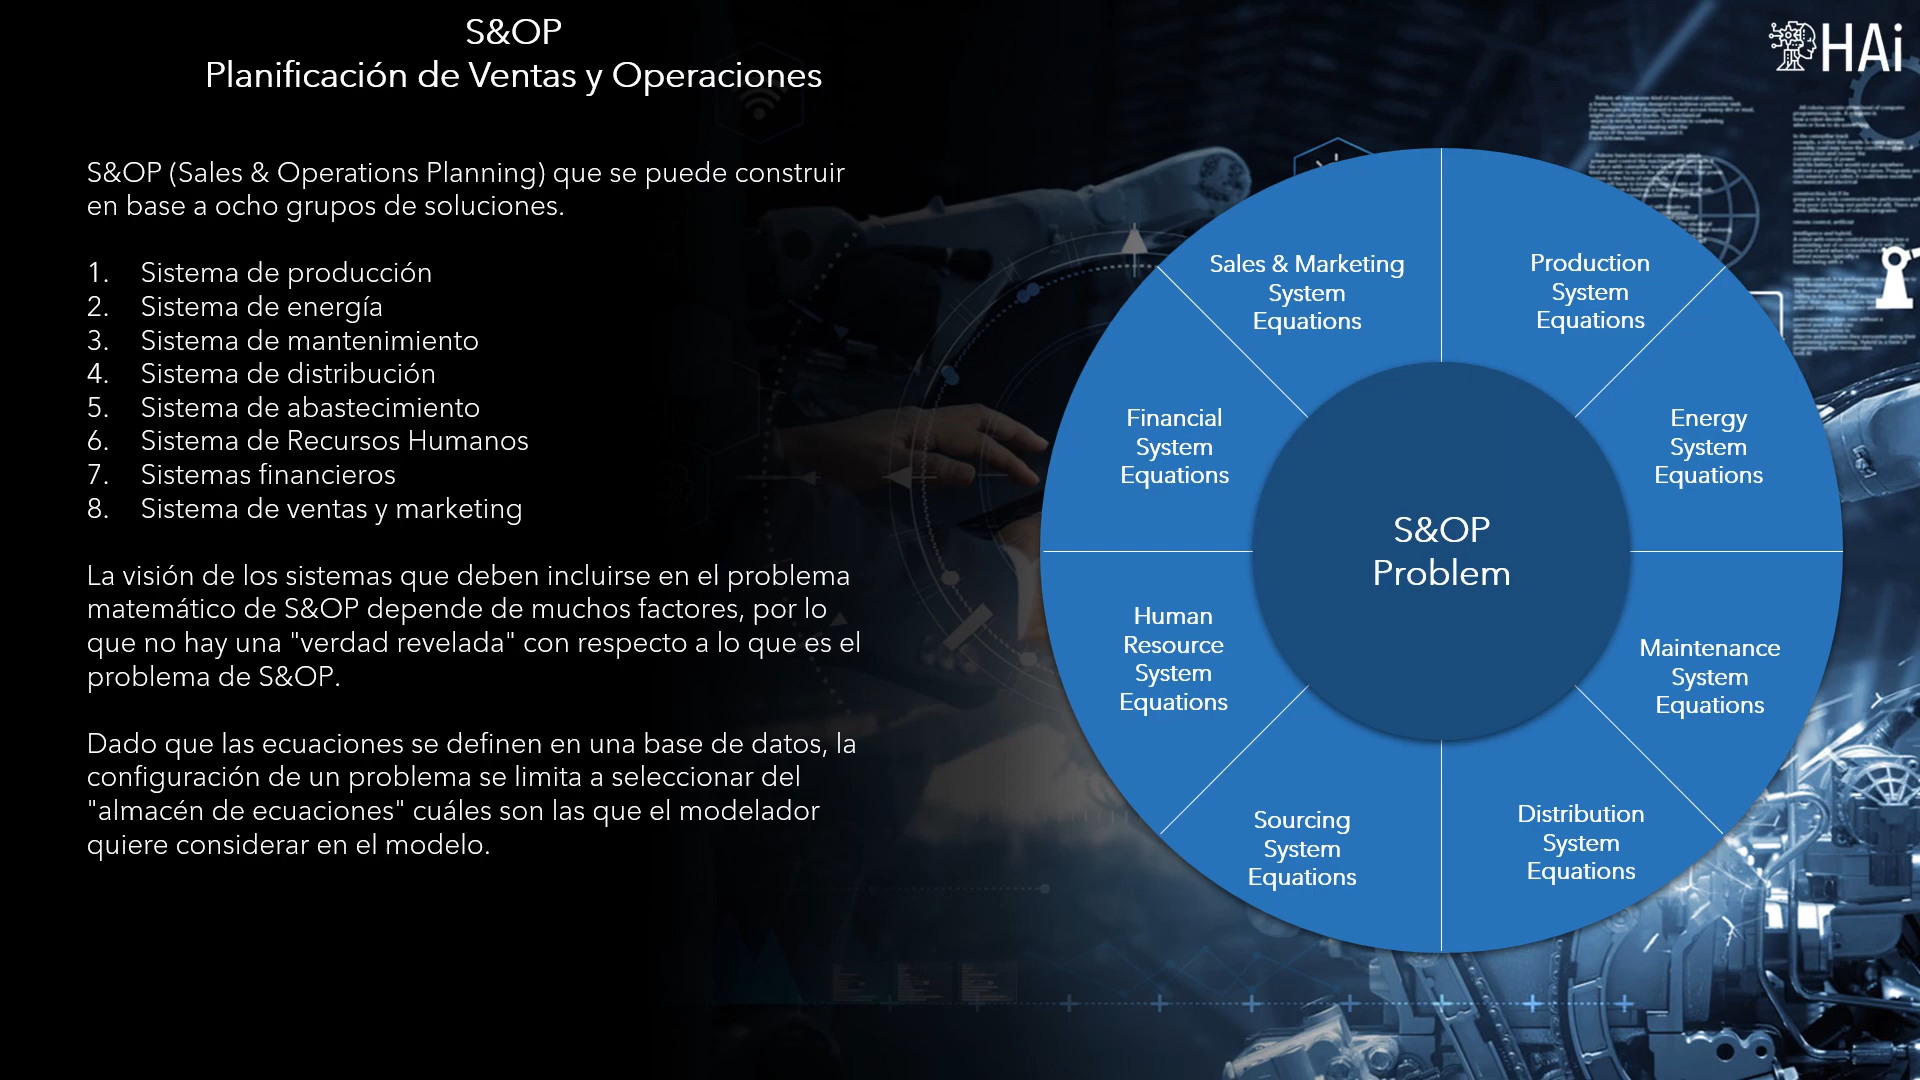 S&OP
Planificación de Ventas y Operaciones
HAi
S&OP (Sales & Operations Planning) que se puede construir
en base a ocho grupos de soluciones.
1. Sistema de producción
2. Sistema de energía
3. Sistema de mantenimiento
4. Sistema de distribución
5. Sistema de abastecimiento
6. Sistema de Recursos Humanos
7. Sistemas financieros
8. Sistema de ventas y marketing
La visión de los sistemas que deben incluirse en el problema
matemático de S&OP depende de muchos factores, por lo
que no hay una "verdad revelada" con respecto a lo que es el
problema de S&OP.
Dado que las ecuaciones se definen en una base de datos, la
configuración de un problema se limita a seleccionar del
"almacén de ecuaciones" cuáles son las que el modelador
quiere considerar en el modelo.
Sales & Marketing
System
Equations
Production
System
Equations
Financial
System
Equations
Energy
System
Equations
S&OP
Problem
Human
Resource
System
Equations
Maintenance
System
Equations
Sourcing
System
Equations
Distribution
System
Equations